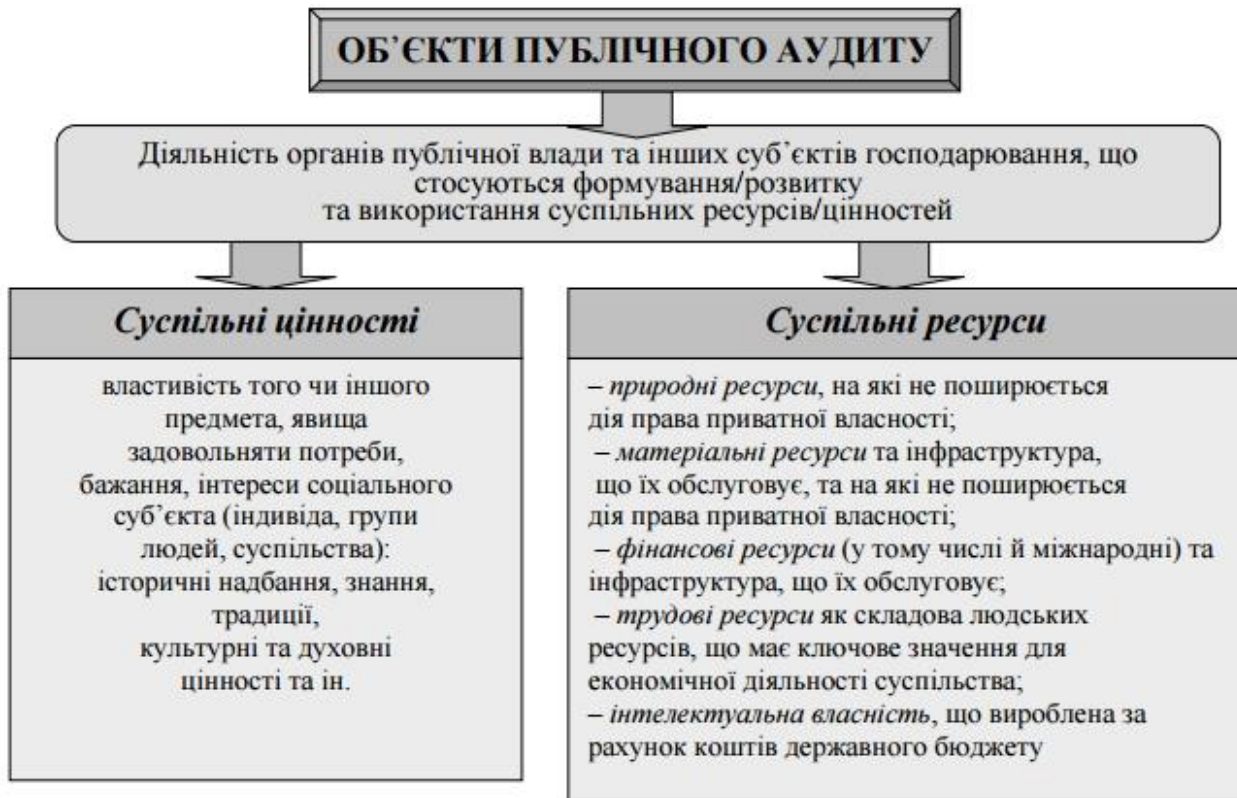 ОБ’ЄКТИ ПУБЛІЧНОГО АУДИТУ
Діяльність органів публічної влади та інших суб’єктів господарювання, що
стосуються формування/розвитку
та використання суспільних ресурсів/цінностей
Суспільні цінності
властивість того чи іншого
предмета, явища
задовольняти потреби,
бажання, інтереси соціального
суб’єкта (індивіда, групи
людей, суспільства):
історичні надбання, знання,
традиції,
культурні та духовні
цінності та ін.
Суспільні ресурси
– природні ресурси, на які не поширюється
дія права приватної власності;
– матеріальні ресурси та інфраструктура,
що їх обслуговує, та на які не поширюється
дія права приватної власності;
– фінансові ресурси (у тому числі й міжнародні) та
інфраструктура, що їх обслуговує;
– трудові ресурси як складова людських
ресурсів, що має ключове значення для
економічної діяльності суспільства;
– інтелектуальна власність, що вироблена за
рахунок коштів державного бюджету